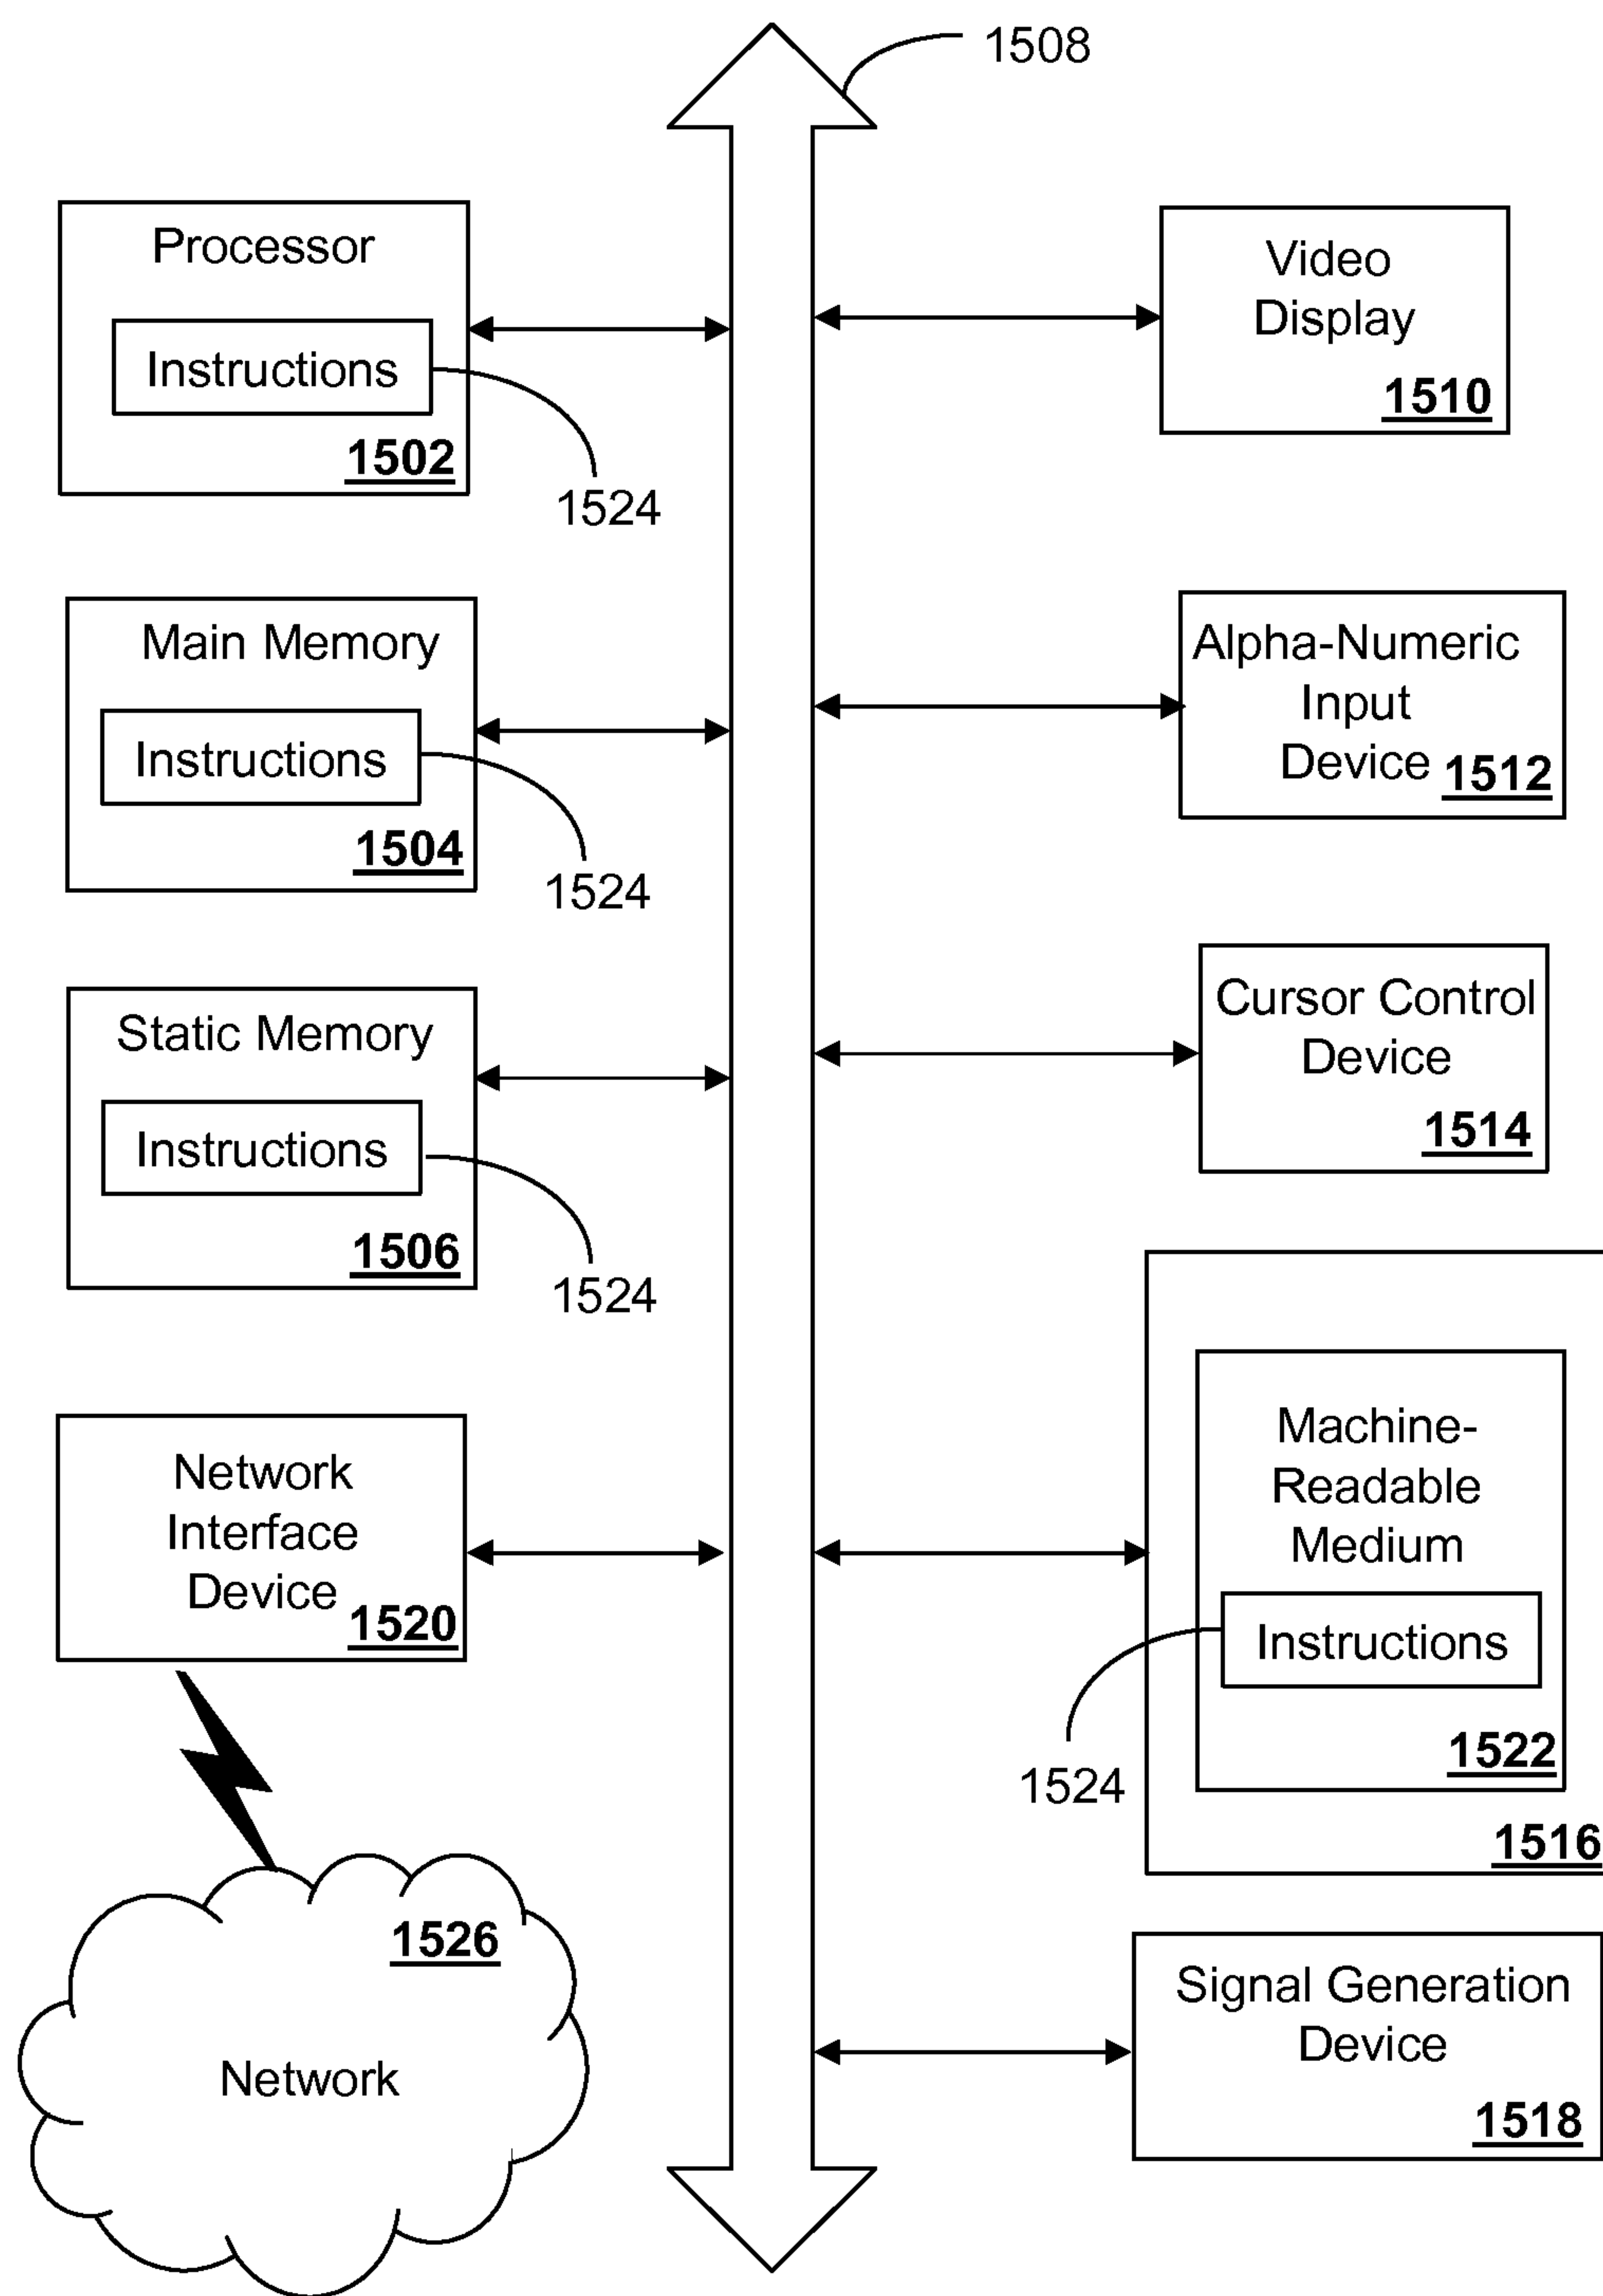 1508
Processor
Instructions
1502
1524
Main Memory
Instructions
1504
1524
Static Memory
Instructions
1506
1524
Network
Interface
Device
1520
1526
Network
Video
Display
1510
Alpha-Numeric
Input
Device 1512
Cursor Control
Device
1514
Machine-
Readable
Medium
Instructions
1522
1524
1516
Signal Generation
Device
1518